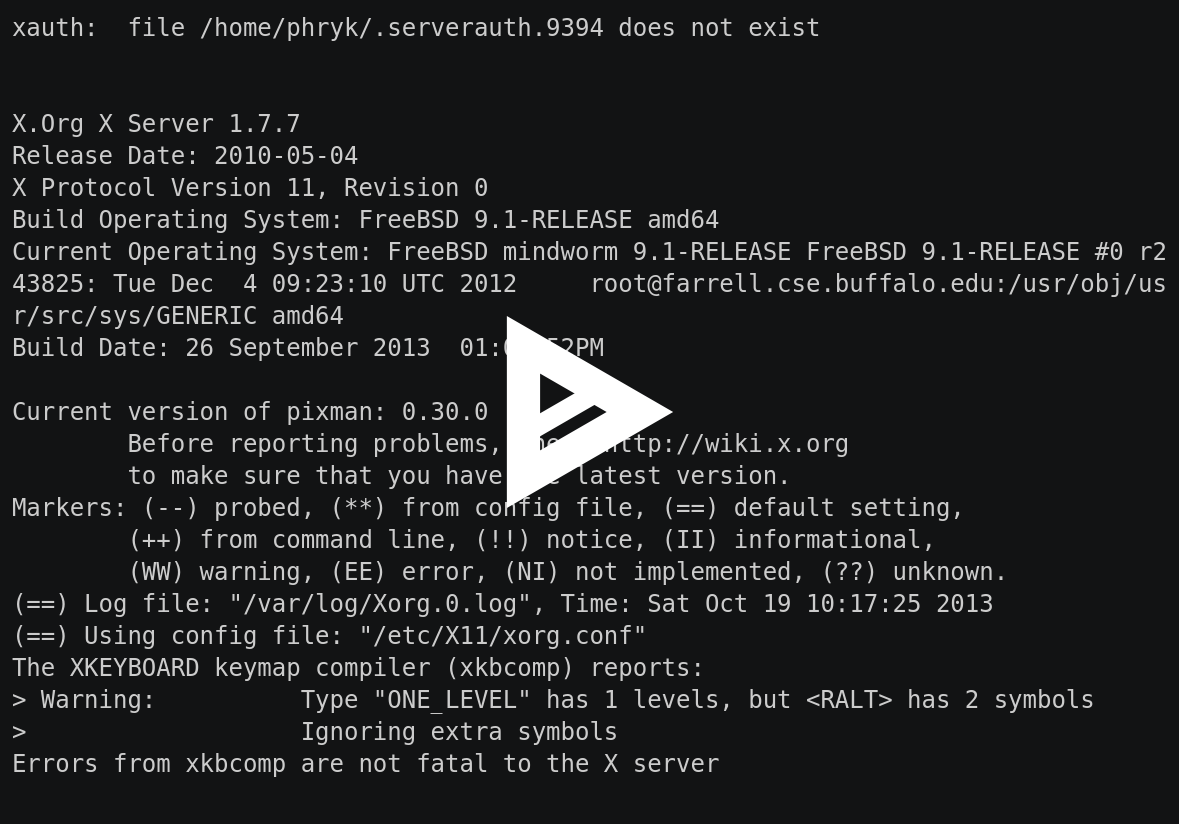 xauth:  file /home/phryk/.serverauth.9394 does not exist
X.Org X Server 1.7.7
Release Date: 2010-05-04
X Protocol Version 11, Revision 0
Build Operating System: FreeBSD 9.1-RELEASE amd64
Current Operating System: FreeBSD mindworm 9.1-RELEASE FreeBSD 9.1-RELEASE #0 r2
43825: Tue Dec  4 09:23:10 UTC 2012     root@farrell.cse.buffalo.edu:/usr/obj/us
r/src/sys/GENERIC amd64
Build Date: 26 September 2013
Current version of pixman: 0.30.0
        Before reporting problems, http://wiki.x.org
        to make sure that you have latest version.
Markers: (--) probed, (**) from config file, (==) default setting,
        (++) from command line, (!!) notice, (II) informational,
        (WW) warning, (EE) error, (NI) not implemented, (??) unknown.
(==) Log file: "/var/log/Xorg.0.log", Time: Sat Oct 19 10:17:25 2013
(==) Using config file: "/etc/X11/xorg.conf"
The XKEYBOARD keymap compiler (xkbcomp) reports:
> Warning:          Type "ONE_LEVEL" has 1 levels, but <RALT> has 2 symbols
>                   Ignoring extra symbols
Errors from xkbcomp are not fatal to the X server